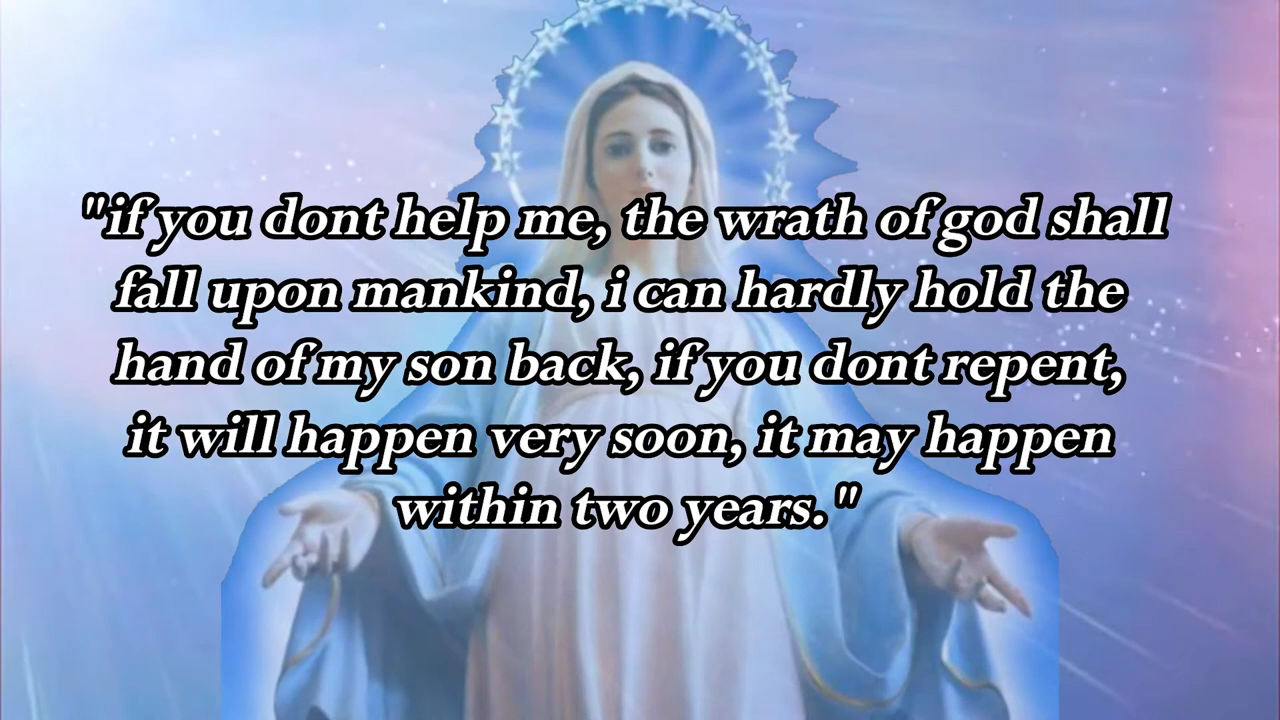 "if you dont help me, the wrath of god shall
fall upon mankind, i can hardly hold the
hand of my son back, if you dont repent,
it will happen very soon, it may happen
within two years."